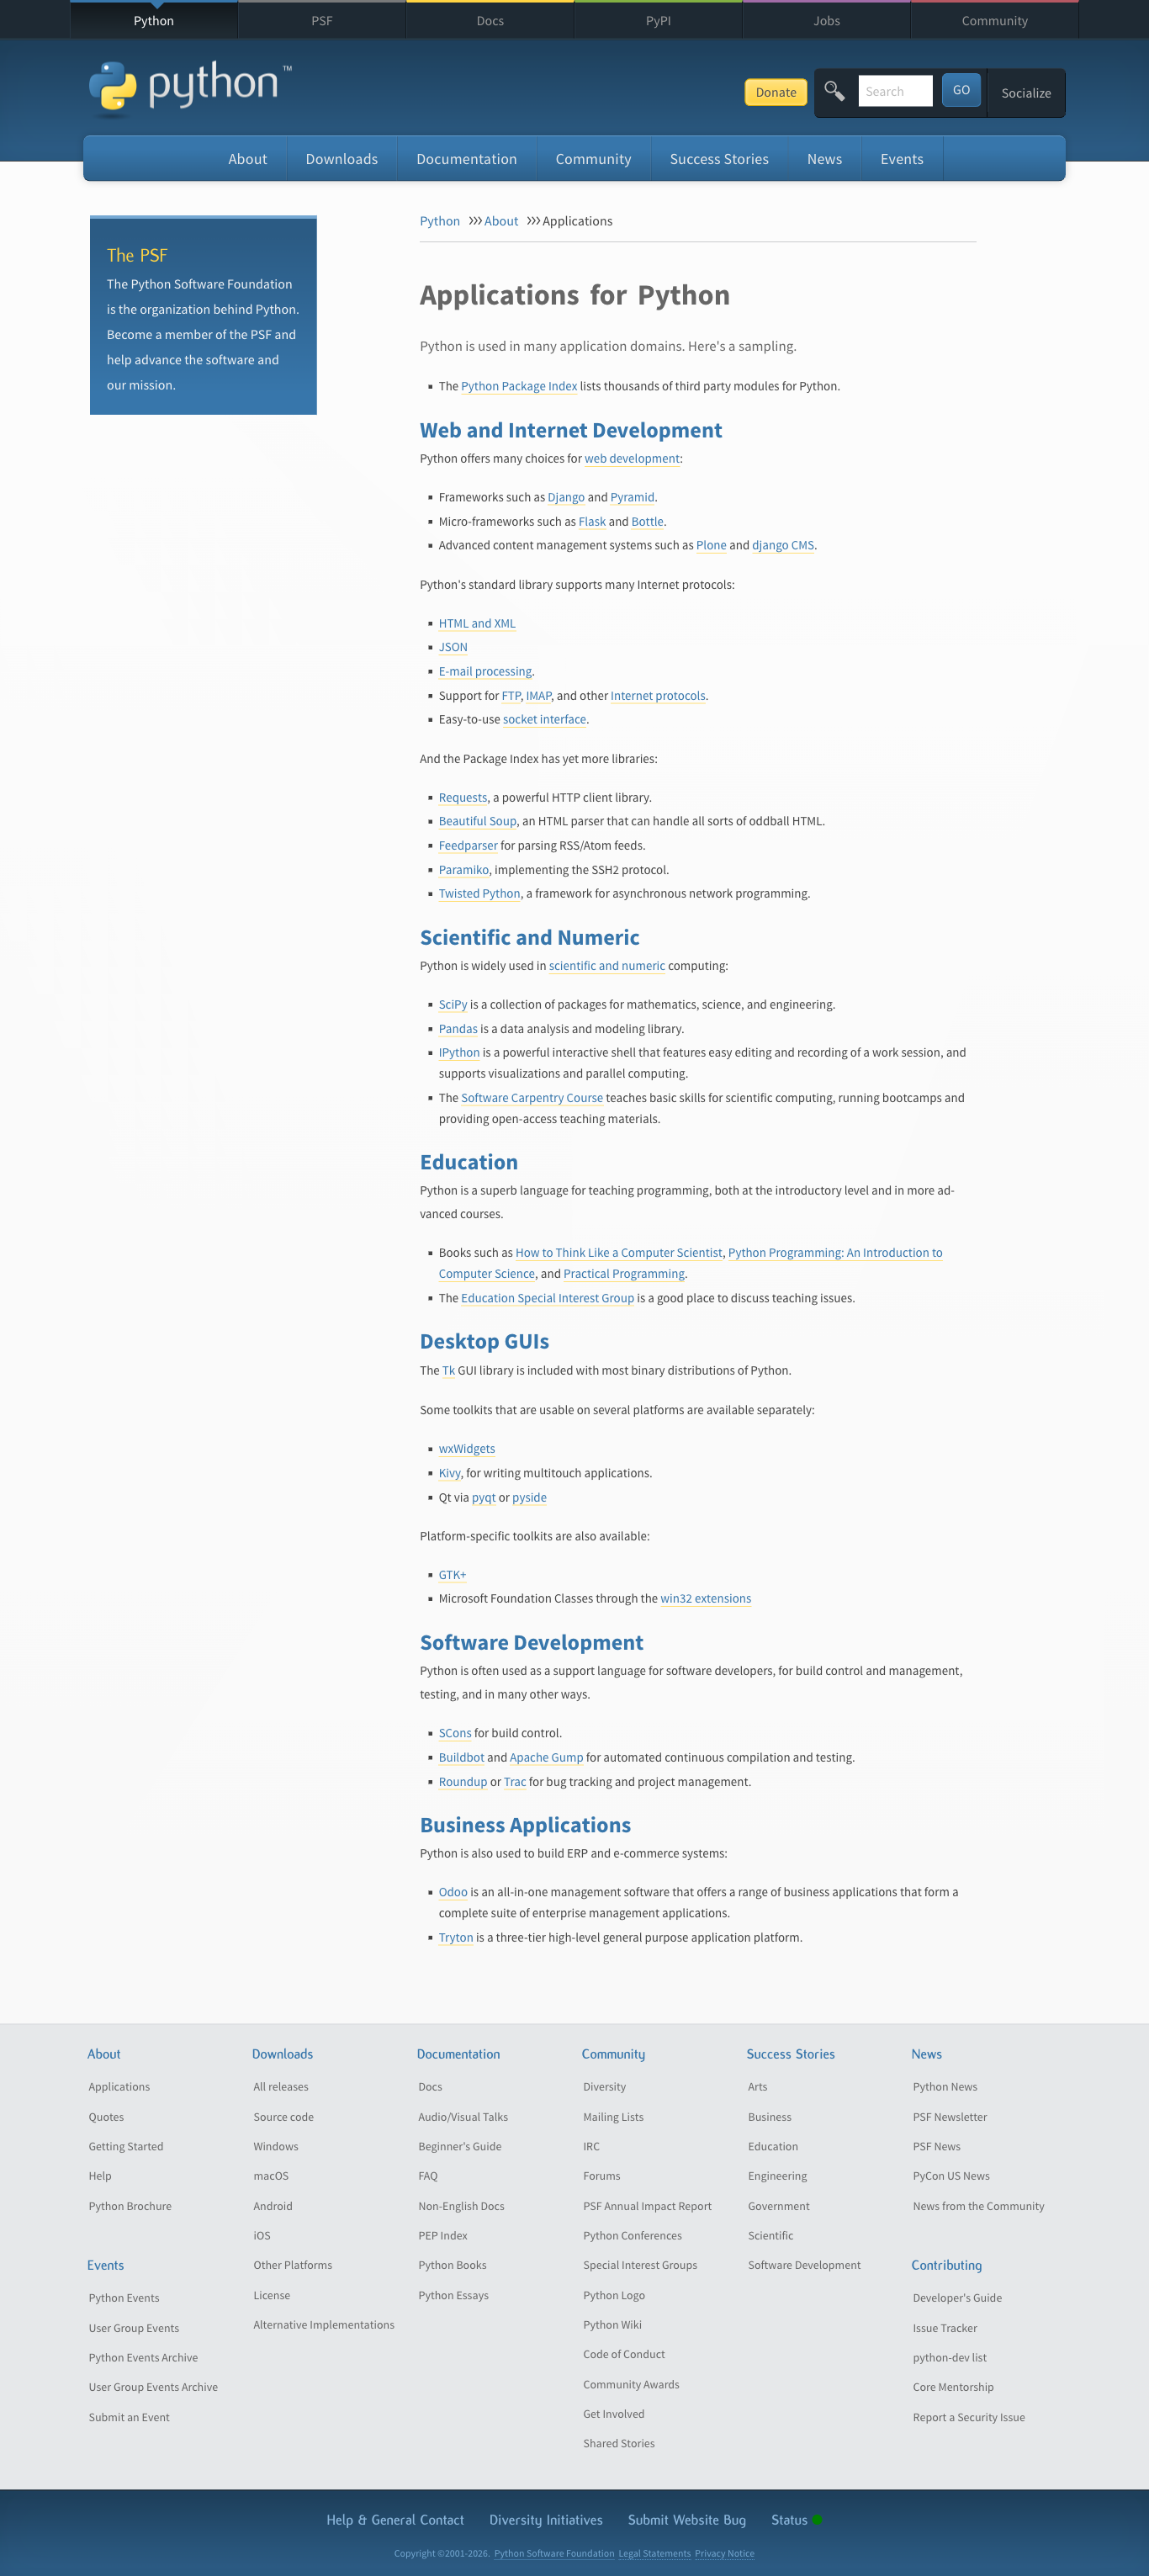 Python
PSF
Docs
PyPI
Jobs
Community
python™
Donate
Search
GO
Socialize
About
Downloads
Documentation
Community
Success Stories
News
Events
The PSF
The Python Software Foundation
is the organization behind Python.
Become a member of the PSF and
help advance the software and
our mission.
Python >>> About >>> Applications
Applications for Python
Python is used in many application domains. Here's a sampling.
The Python Package Index lists thousands of third party modules for Python.
Web and Internet Development
Python offers many choices for web development:
Frameworks such as Django and Pyramid.
Micro-frameworks such as Flask and Bottle.
Advanced content management systems such as Plone and django CMS.
Python's standard library supports many Internet protocols:
HTML and XML
JSON
E-mail processing.
Support for FTP, IMAP, and other Internet protocols.
Easy-to-use socket interface.
And the Package Index has yet more libraries:
Requests, a powerful HTTP client library.
Beautiful Soup, an HTML parser that can handle all sorts of oddball HTML.
Feedparser for parsing RSS/Atom feeds.
Paramiko, implementing the SSH2 protocol.
Twisted Python, a framework for asynchronous network programming.
Scientific and Numeric
Python is widely used in scientific and numeric computing:
SciPy is a collection of packages for mathematics, science, and engineering.
Pandas is a data analysis and modeling library.
IPython is a powerful interactive shell that features easy editing and recording of a work session, and
supports visualizations and parallel computing.
The Software Carpentry Course teaches basic skills for scientific computing, running bootcamps and
providing open-access teaching materials.
Education
Python is a superb language for teaching programming, both at the introductory level and in more ad-
vanced courses.
Books such as How to Think Like a Computer Scientist, Python Programming: An Introduction to
Computer Science, and Practical Programming.
The Education Special Interest Group is a good place to discuss teaching issues.
Desktop GUIs
The Tk GUI library is included with most binary distributions of Python.
Some toolkits that are usable on several platforms are available separately:
wxWidgets
Kivy, for writing multitouch applications.
Qt via pyqt or pyside
Platform-specific toolkits are also available:
GTK+
Microsoft Foundation Classes through the win32 extensions
Software Development
Python is often used as a support language for software developers, for build control and management,
testing, and in many other ways.
SCons for build control.
Buildbot and Apache Gump for automated continuous compilation and testing.
Roundup or Trac for bug tracking and project management.
Business Applications
Python is also used to build ERP and e-commerce systems:
Odoo is an all-in-one management software that offers a range of business applications that form a
complete suite of enterprise management applications.
Tryton is a three-tier high-level general purpose application platform.
About
Applications
Quotes
Getting Started
Help
Python Brochure
Downloads
All releases
Source code
Windows
macOS
Android
iOS
Other Platforms
License
Alternative Implementations
Documentation
Docs
Audio/Visual Talks
Beginner's Guide
FAQ
Non-English Docs
PEP Index
Python Books
Python Essays
Community
Diversity
Mailing Lists
IRC
Forums
PSF Annual Impact Report
Python Conferences
Special Interest Groups
Python Logo
Python Wiki
Code of Conduct
Community Awards
Get Involved
Shared Stories
Success Stories
Arts
Business
Education
Engineering
Government
Scientific
Software Development
News
Python News
PSF Newsletter
PSF News
PyCon US News
News from the Community
Events
Python Events
User Group Events
Python Events Archive
User Group Events Archive
Submit an Event
Contributing
Developer's Guide
Issue Tracker
python-dev list
Core Mentorship
Report a Security Issue
Help & General Contact
Diversity Initiatives
Submit Website Bug
Status
Copyright ©2001-2026. Python Software Foundation Legal Statements Privacy Notice